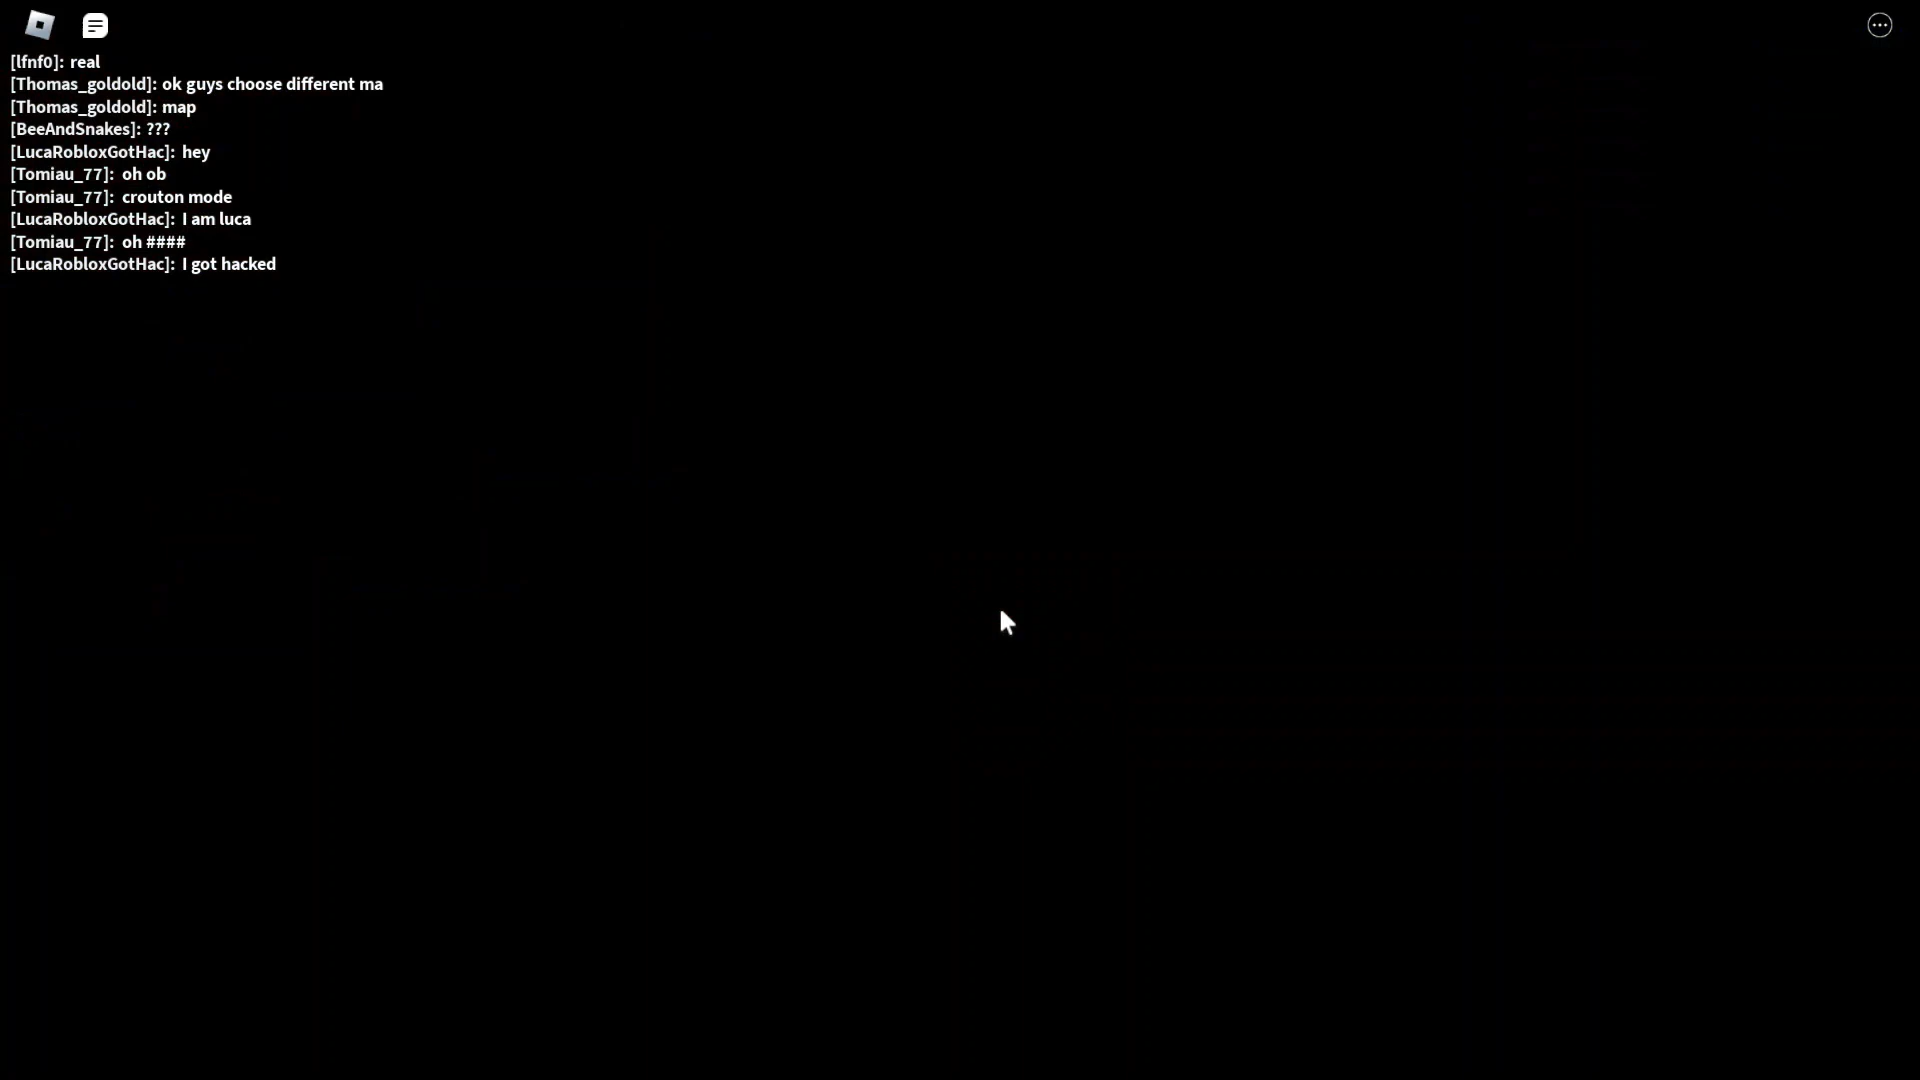 [lfnf0]: real
[Thomas_goldold]: ok guys choose different ma
[Thomas_goldold]: map
[BeeAndSnakes]: ???
[LucaRobloxGotHac]: hey
[Tomiau_77]: oh ob
[Tomiau_77]: crouton mode
[LucaRobloxGotHac]: I am luca
[Tomiau_77]: oh ####
[LucaRobloxGotHac]: I got hacked